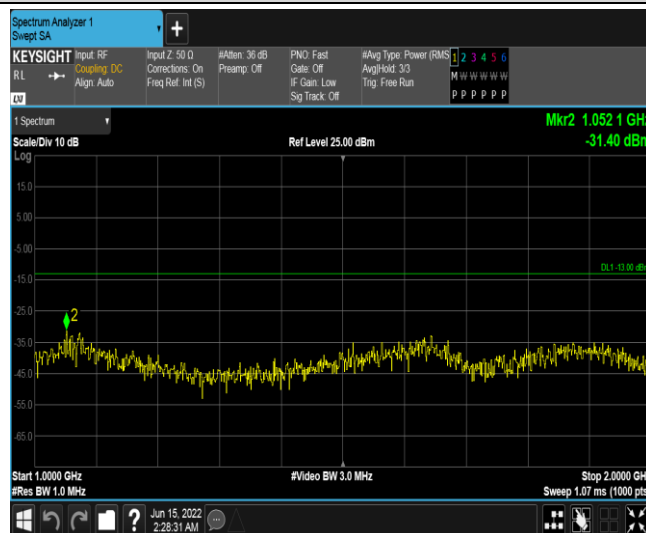 Spectrum Analyzer 1
Swept SA
+
KEYSIGHT
RL
Input: RF
Coupling: DC
Align: Auto
Input Z: 50 Ω
Corrections: On
Freq Ref: Int (S)
#Atten: 36 dB
Preamp: Off
PNO: Fast
Gate: Off
IF Gain: Low
Sig Track: Off
#Avg Type: Power (RMS
Avg|Hold: 3/3
Trig: Free Run
1 2 3 4 5 6
M W W W W W
P P P P P P
LXI
1 Spectrum
Scale/Div 10 dB
Log
Ref Level 25.00 dBm
Mkr2 1.052 1 GHz
-31.40 dBm
15.0
5.00
-5.00
-15.0
-25.0
-35.0
-45.0
-55.0
-65.0
DL1 -13.00 dBm
2
Start 1.0000 GHz
#Res BW 1.0 MHz
#Video BW 3.0 MHz
Stop 2.0000 GHz
Sweep 1.07 ms (1000 pts
?
Jun 15, 2022
2:28:31 AM